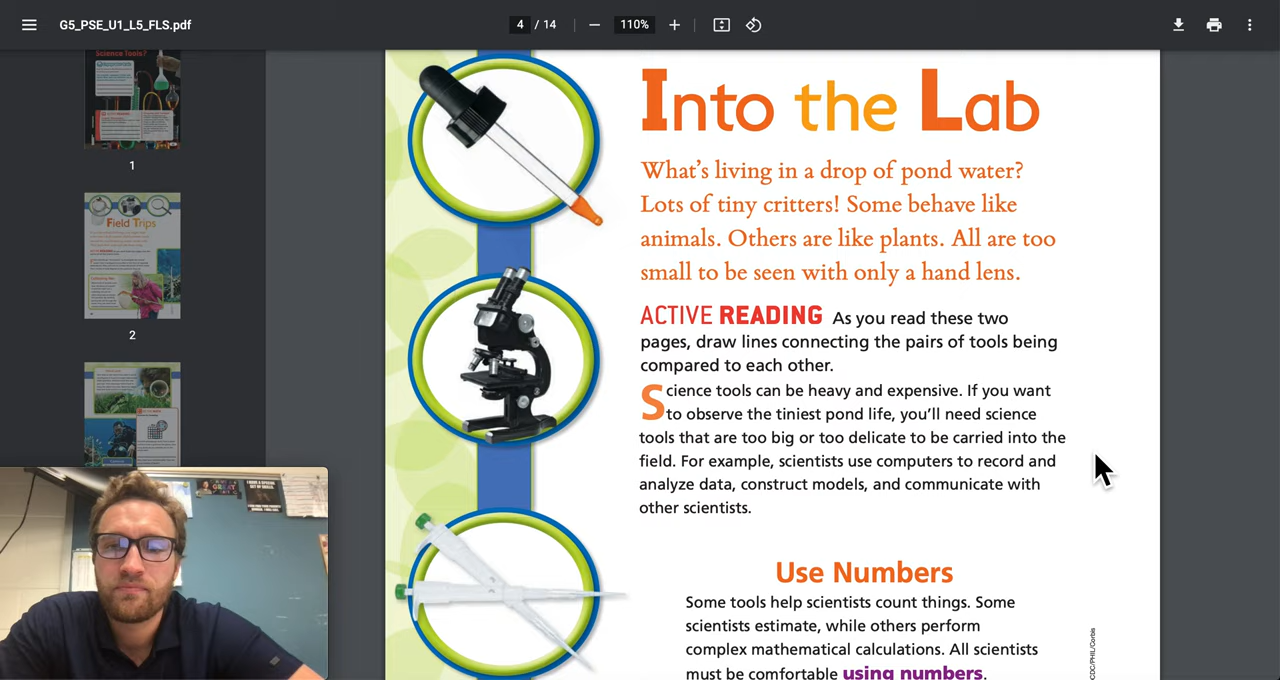 G5_PSE_U1_L5_FLS.pdf
4 / 14
110%
Science Tools?
1
Field Trips
2
Into the Lab
What's living in a drop of pond water?
Lots of tiny critters! Some behave like
animals. Others are like plants. All are too
small to be seen with only a hand lens.
ACTIVE READING As you read these two
pages, draw lines connecting the pairs of tools being
compared to each other.
Science tools can be heavy and expensive. If you want
to observe the tiniest pond life, you'll need science
tools that are too big or too delicate to be carried into the
field. For example, scientists use computers to record and
analyze data, construct models, and communicate with
other scientists.
Use Numbers
Some tools help scientists count things. Some
scientists estimate, while others perform
complex mathematical calculations. All scientists
must be comfortable using numbers.
CDC/PHIL/Corbis